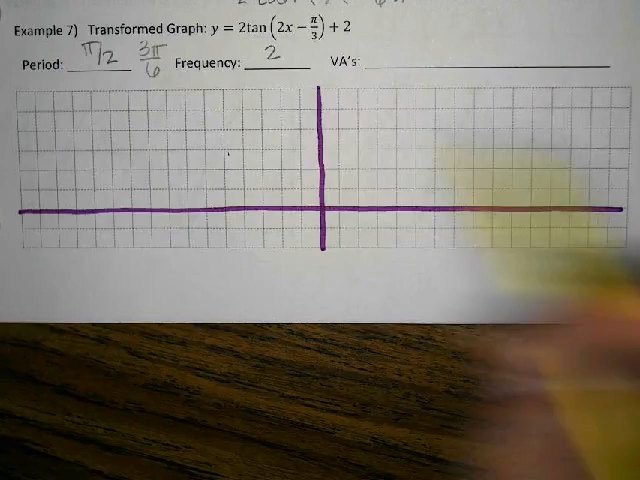 Example 7) Transformed Graph: y = 2tan(2x − π/3) + 2
Period: π/2 3π/6 Frequency: 2 VA's: